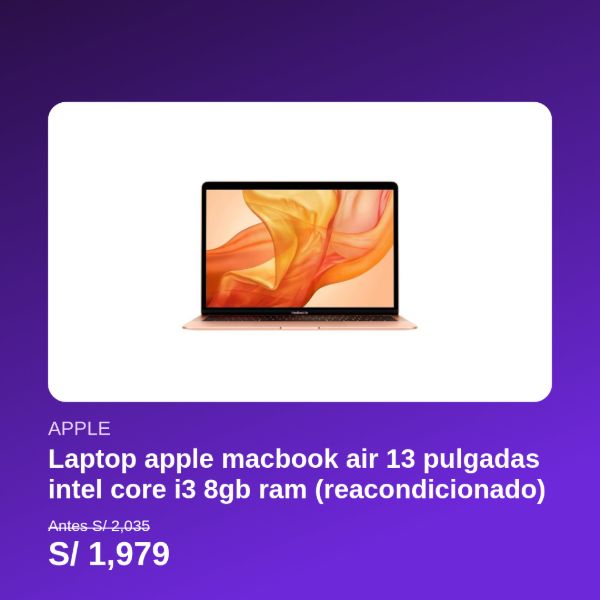 APPLE
Laptop apple macbook air 13 pulgadas
intel core i3 8gb ram (reacondicionado)
Antes S/ 2,035
S/ 1,979